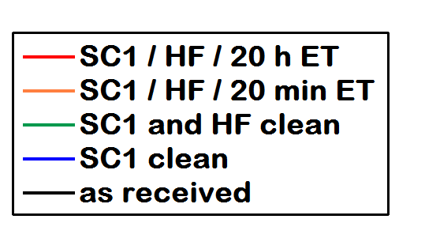 SC1 / HF / 20 h ET
SC1 / HF / 20 min ET
SC1 and HF clean
SC1 clean
as received